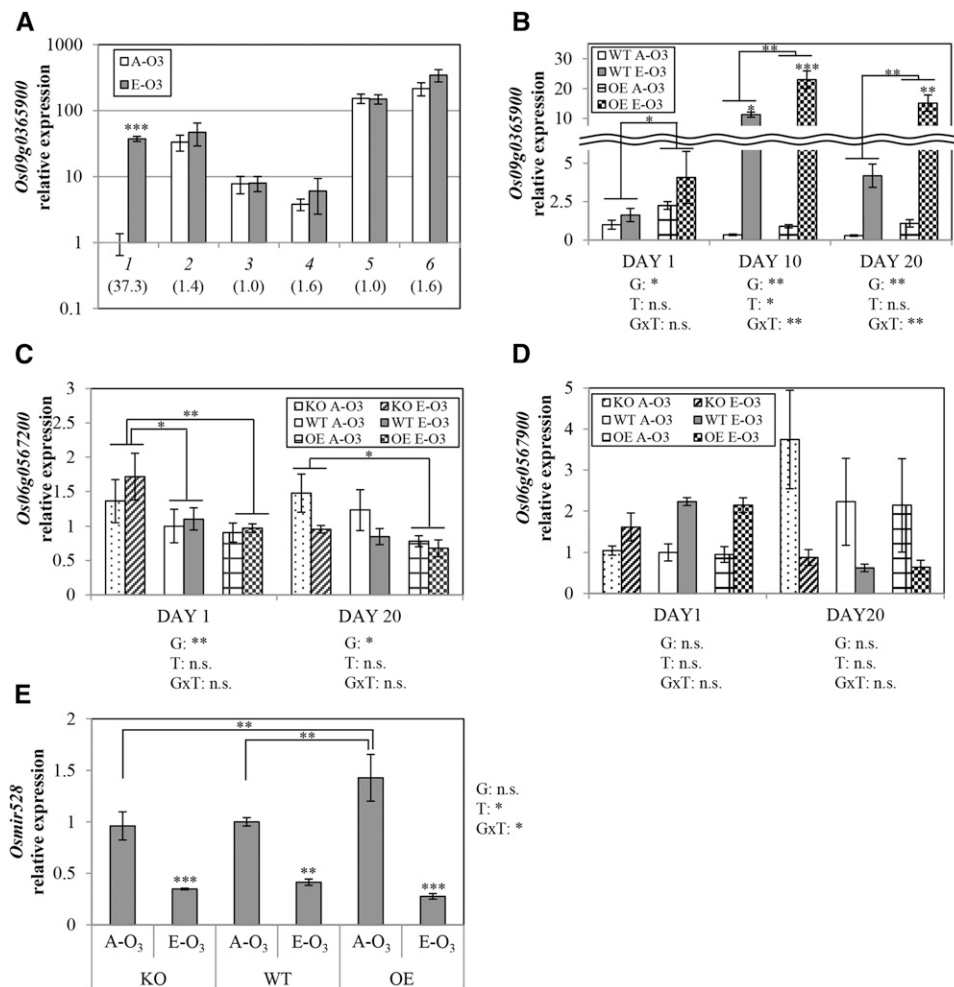 A
Os09g0365900
relative expression
1000
100
10
1
0.1
A-O3
E-O3
***
1 2 3 4 5 6
(37.3) (1.4) (1.0) (1.6) (1.0) (1.6)
B
Os09g0365900
relative expression
30
25
20
15
10
5
2.5
0
WT A-O3
WT E-O3
OE A-O3
OE E-O3
*
**
*
***
**
**
DAY 1 DAY 10 DAY 20
G: * G: ** G: **
T: n.s. T: * T: n.s.
GxT: n.s. GxT: ** GxT: **
C
Os06g0567200
relative expression
3
2.5
2
1.5
1
0.5
0
KO A-O3 KO E-O3
WT A-O3 WT E-O3
OE A-O3 OE E-O3
**
*
*
DAY 1 DAY 20
G: ** G: *
T: n.s. T: n.s.
GxT: n.s. GxT: n.s.
D
Os06g0567900
relative expression
5
4
3
2
1
0
KO A-O3 KO E-O3
WT A-O3 WT E-O3
OE A-O3 OE E-O3
DAY1 DAY20
G: n.s. G: n.s.
T: n.s. T: n.s.
GxT: n.s. GxT: n.s.
E
Osmir528
relative expression
2
1.5
1
0.5
0
**
**
***
**
***
A-O₃ E-O₃ A-O₃ E-O₃ A-O₃ E-O₃
KO WT OE
G: n.s.
T: *
GxT: *